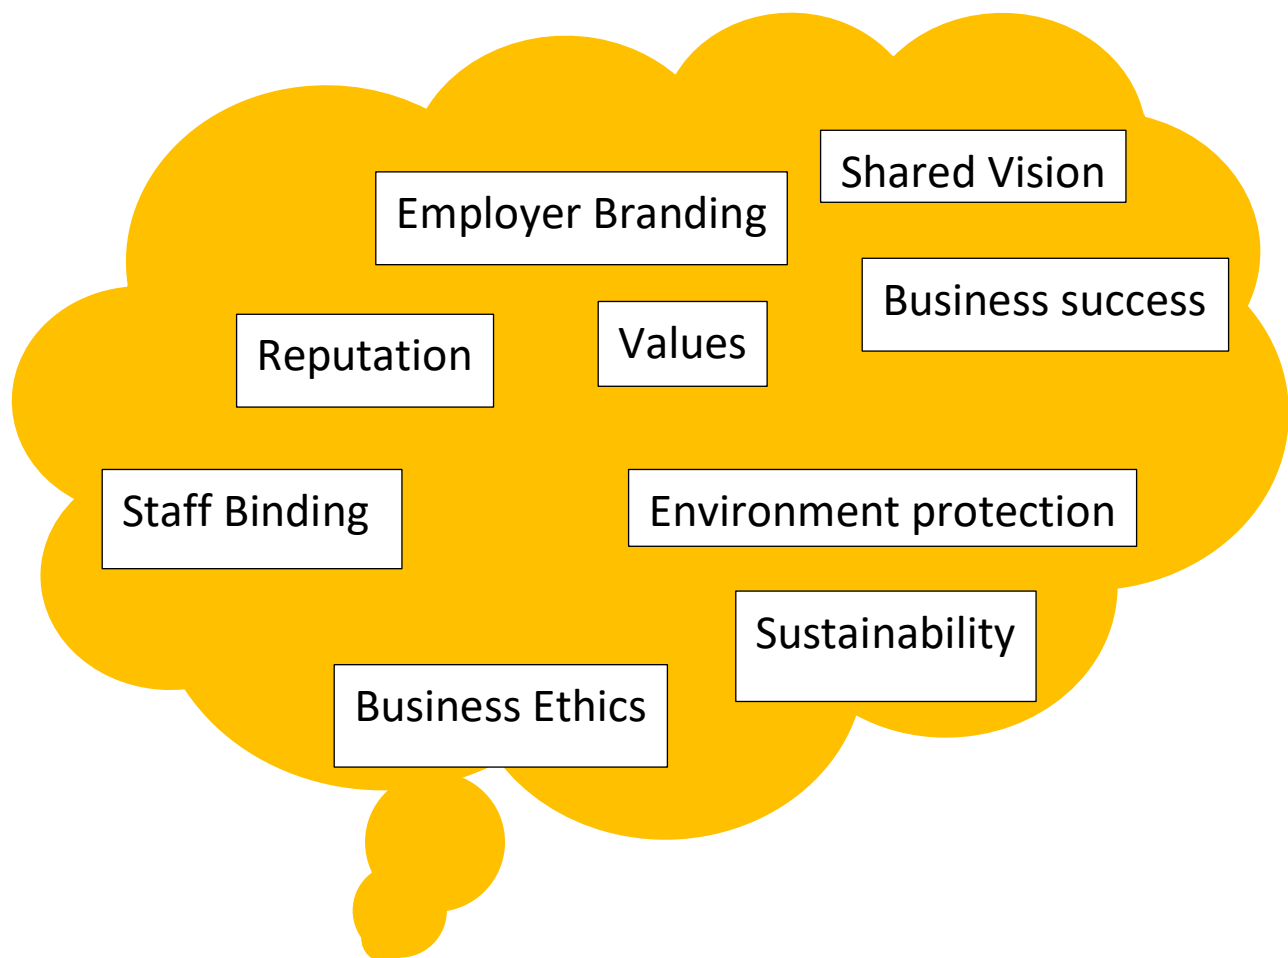 Shared Vision
Employer Branding
Business success
Values
Reputation
Staff Binding
Environment protection
Sustainability
Business Ethics